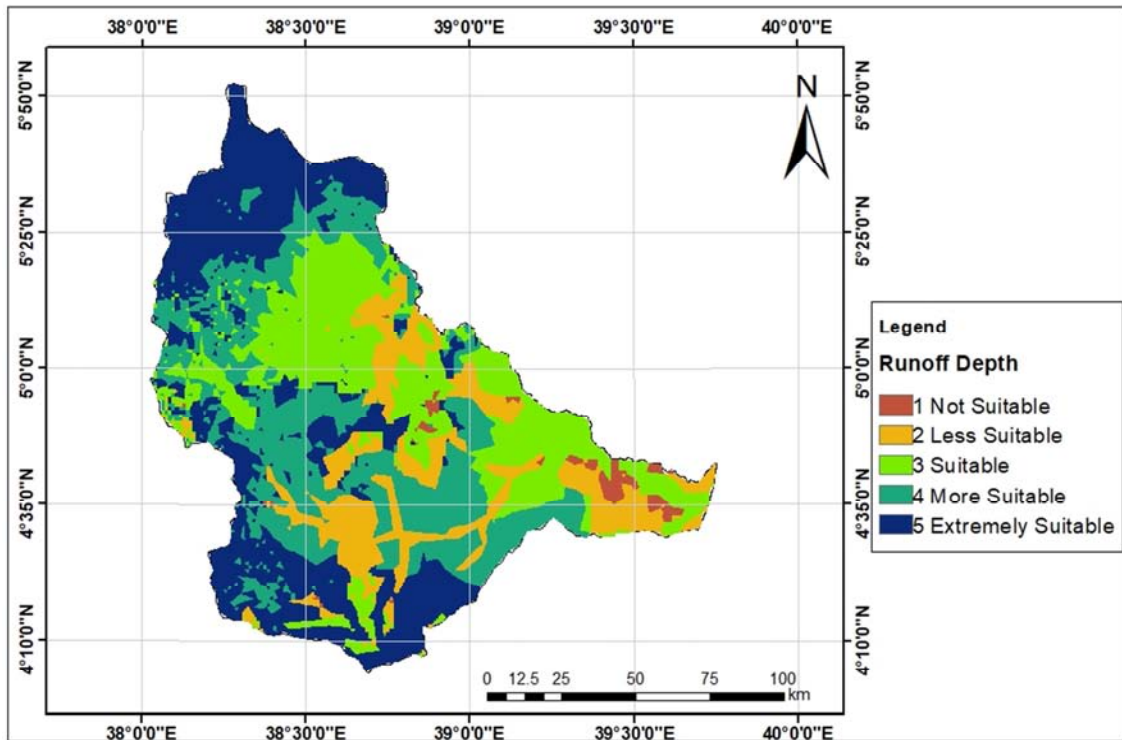 38°0'0"E 38°30'0"E 39°0'0"E 39°30'0"E 40°0'0"E
5°50'0"N 5°50'0"N
N
5°25'0"N 5°25'0"N
5°0'0"N 5°0'0"N
4°35'0"N 4°35'0"N
4°10'0"N 4°10'0"N
Legend
Runoff Depth
1 Not Suitable
2 Less Suitable
3 Suitable
4 More Suitable
5 Extremely Suitable
0 12.5 25 50 75 100
km
38°0'0"E 38°30'0"E 39°0'0"E 39°30'0"E 40°0'0"E